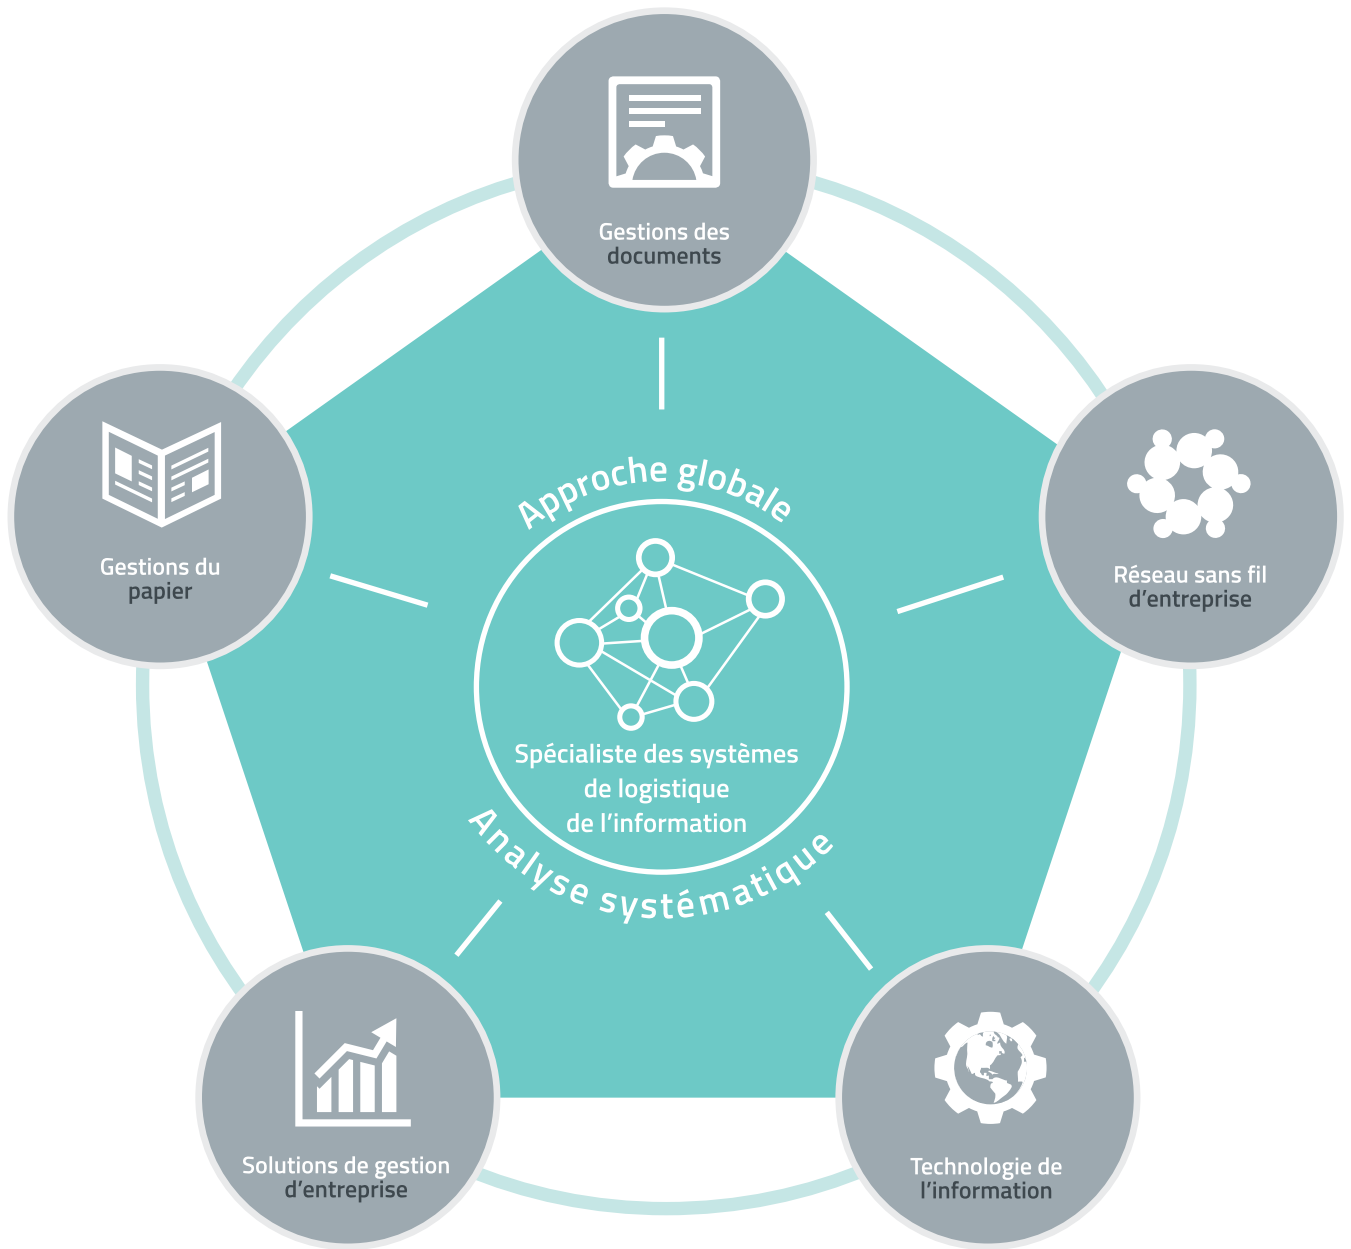 Gestions des
documents
Gestions du
papier
Réseau sans fil
d’entreprise
Approche globale
Spécialiste des systèmes
de logistique
de l’information
Analyse systématique
Solutions de gestion
d’entreprise
Technologie de
l’information